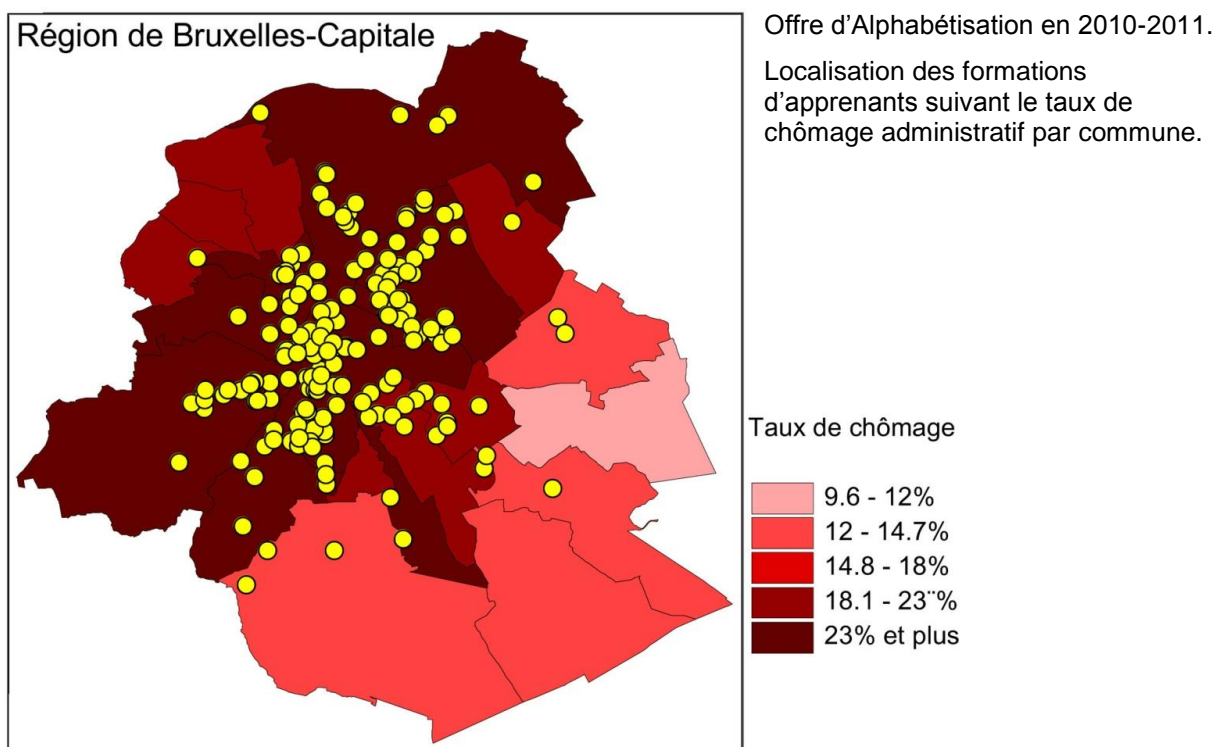 Région de Bruxelles-Capitale
Offre d’Alphabétisation en 2010-2011.
Localisation des formations
d’apprenants suivant le taux de
chômage administratif par commune.
Taux de chômage
9.6 - 12%
12 - 14.7%
14.8 - 18%
18.1 - 23¨%
23% et plus